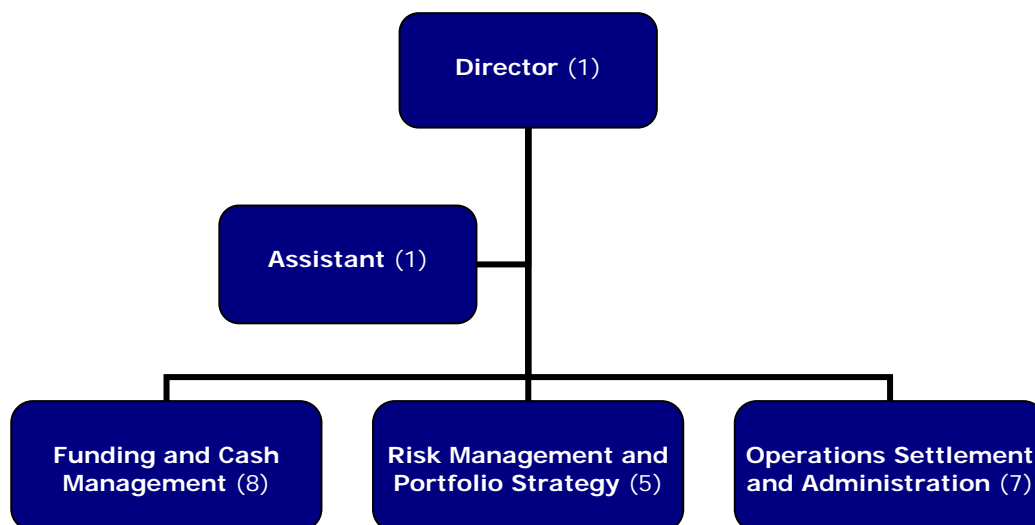 Director (1)
Assistant (1)
Funding and Cash
Management (8)
Risk Management and
Portfolio Strategy (5)
Operations Settlement
and Administration (7)